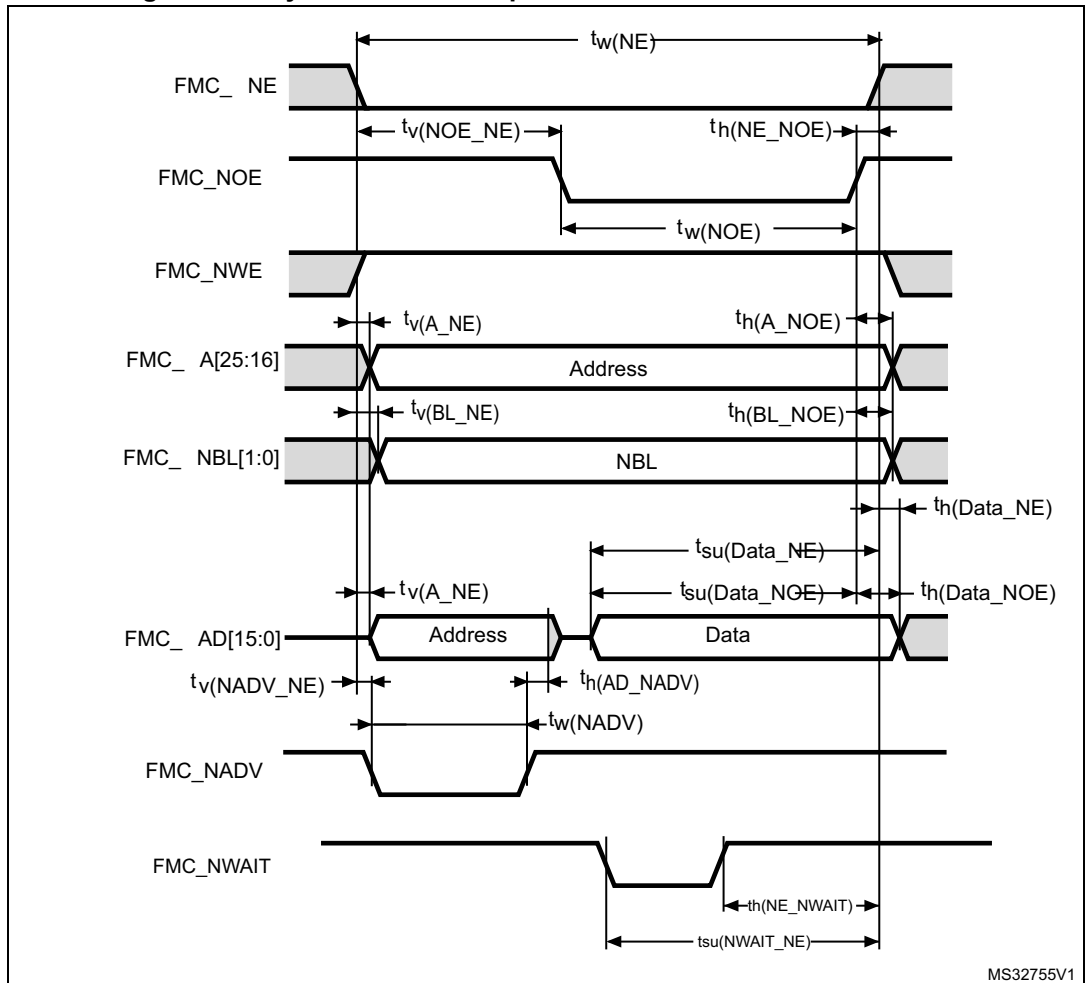 tw(NE)
FMC_ NE
tv(NOE_NE)
th(NE_NOE)
FMC_NOE
tw(NOE)
FMC_NWE
tv(A_NE)
th(A_NOE)
FMC_ A[25:16]
Address
tv(BL_NE)
th(BL_NOE)
FMC_ NBL[1:0]
NBL
th(Data_NE)
tsu(Data_NE)
tv(A_NE)
tsu(Data_NOE)
th(Data_NOE)
FMC_ AD[15:0]
Address
Data
tv(NADV_NE)
th(AD_NADV)
tw(NADV)
FMC_NADV
FMC_NWAIT
th(NE_NWAIT)
tsu(NWAIT_NE)
MS32755V1